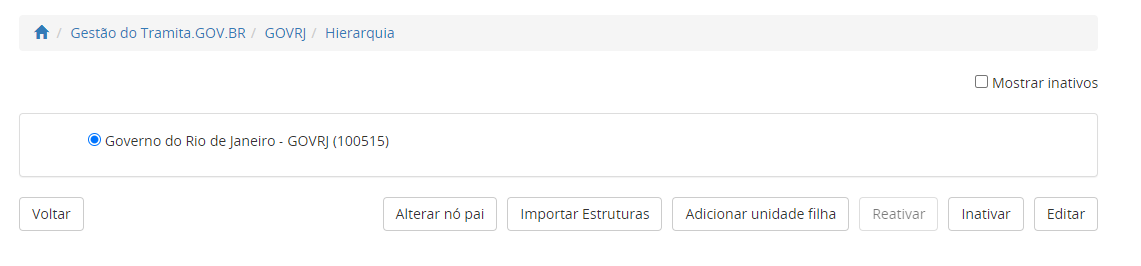 / Gestão do Tramita.GOV.BR / GOVRJ / Hierarquia
Mostrar inativos
Governo do Rio de Janeiro - GOVRJ (100515)
Voltar Alterar nó pai Importar Estruturas Adicionar unidade filha Reativar Inativar Editar